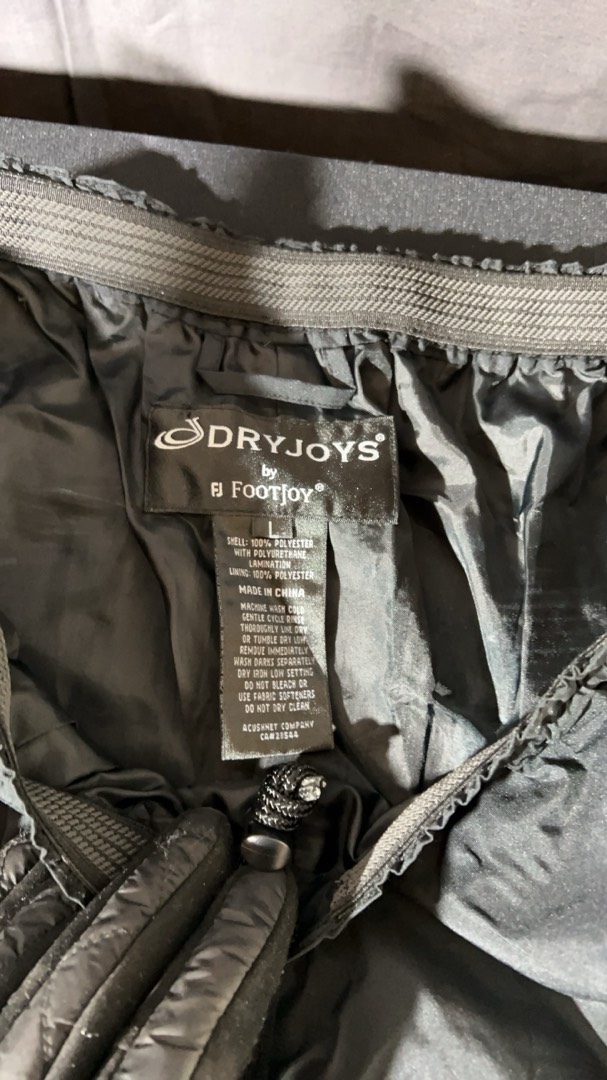 DRYJOYS®
by
FJ FOOTJOY®
L
SHELL: 100% POLYESTER
WITH POLYURETHANE
LAMINATION
LINING: 100% POLYESTER
MADE IN CHINA
MACHINE WASH COLD
GENTLE CYCLE RINSE
THOROUGHLY LINE DRY
OR TUMBLE DRY LOW
REMOVE IMMEDIATELY
WASH DARKS SEPARATELY
DRY IRON LOW SETTING
DO NOT BLEACH OR
USE FABRIC SOFTENERS
DO NOT DRY CLEAN
ACUSHNET COMPANY
CA#21544